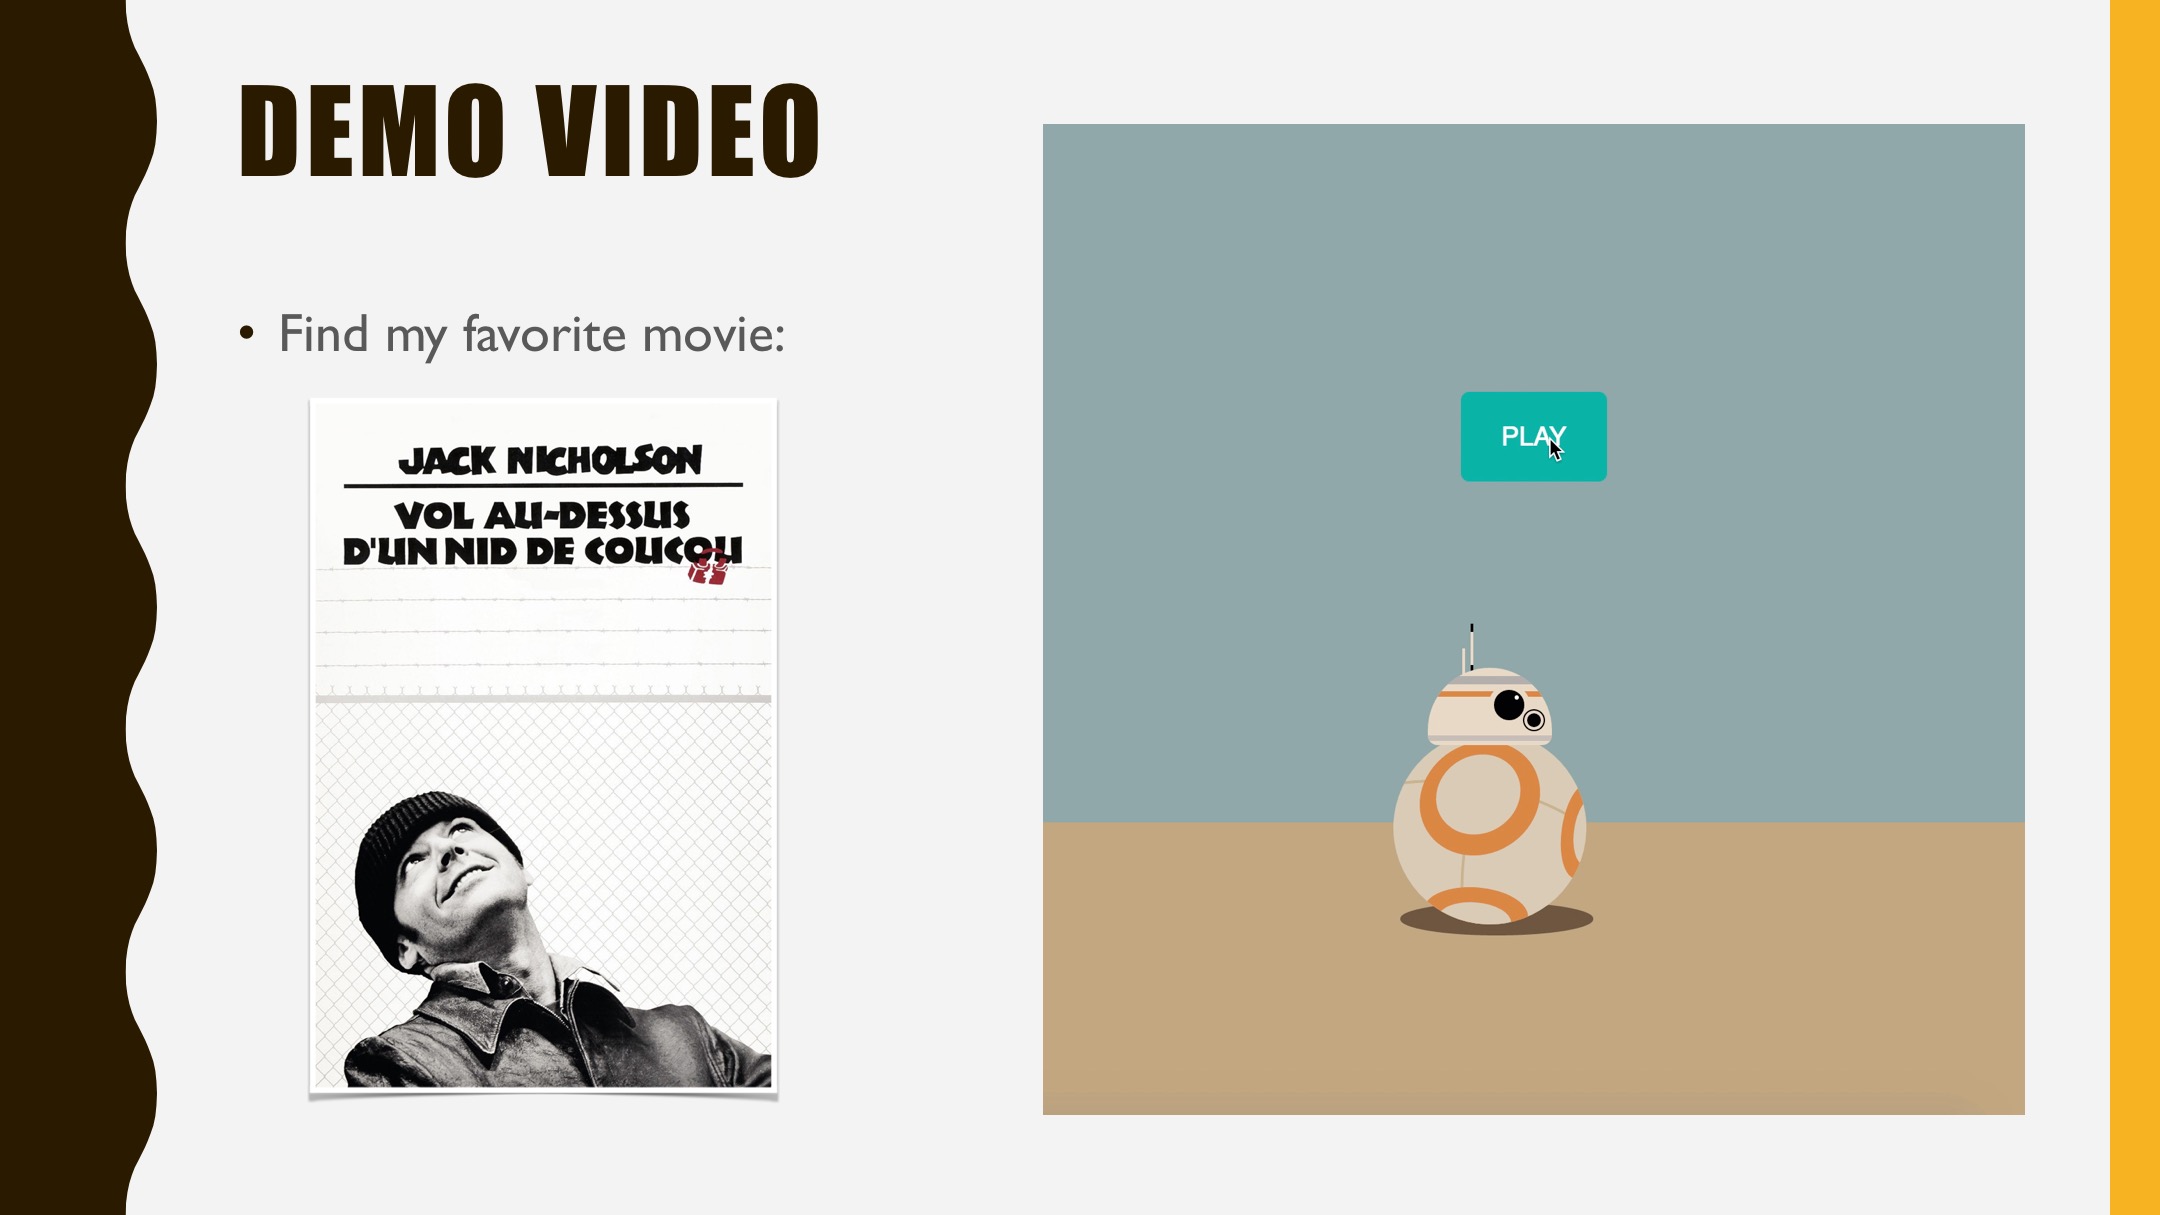 DEMO VIDEO
• Find my favorite movie:
JACK NICHOLSON
VOL AU-DESSUS
D'UN NID DE COUCOU
PLAY